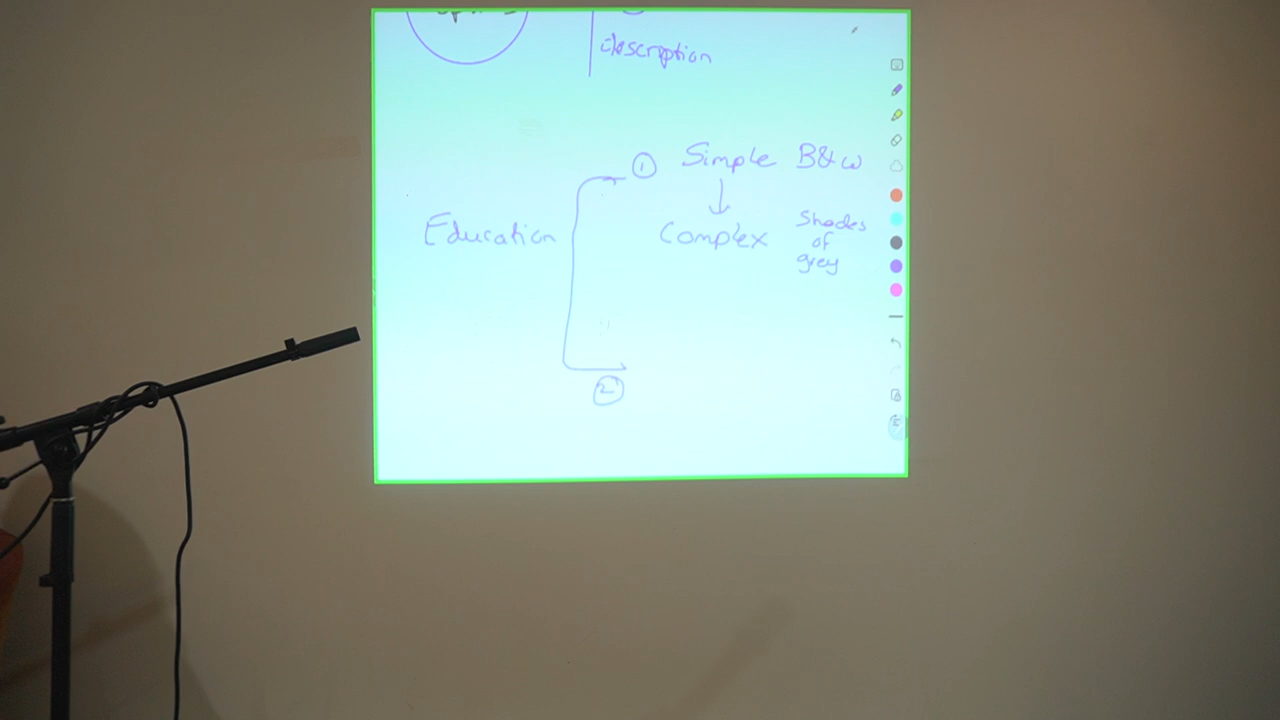 description
① Simple B&W
↓
Education
Complex
Shades
of
grey
②